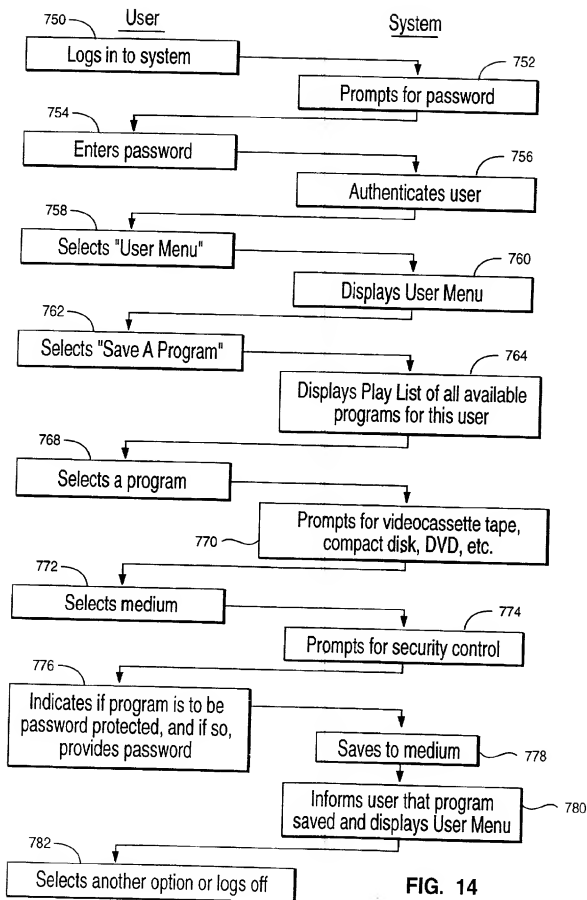 User
System
750
Logs in to system
752
Prompts for password
754
Enters password
756
Authenticates user
758
Selects "User Menu"
760
Displays User Menu
762
Selects "Save A Program"
764
Displays Play List of all available
programs for this user
768
Selects a program
770
Prompts for videocassette tape,
compact disk, DVD, etc.
772
Selects medium
774
Prompts for security control
776
Indicates if program is to be
password protected, and if so,
provides password
Saves to medium
778
Informs user that program
saved and displays User Menu
780
782
Selects another option or logs off
FIG. 14